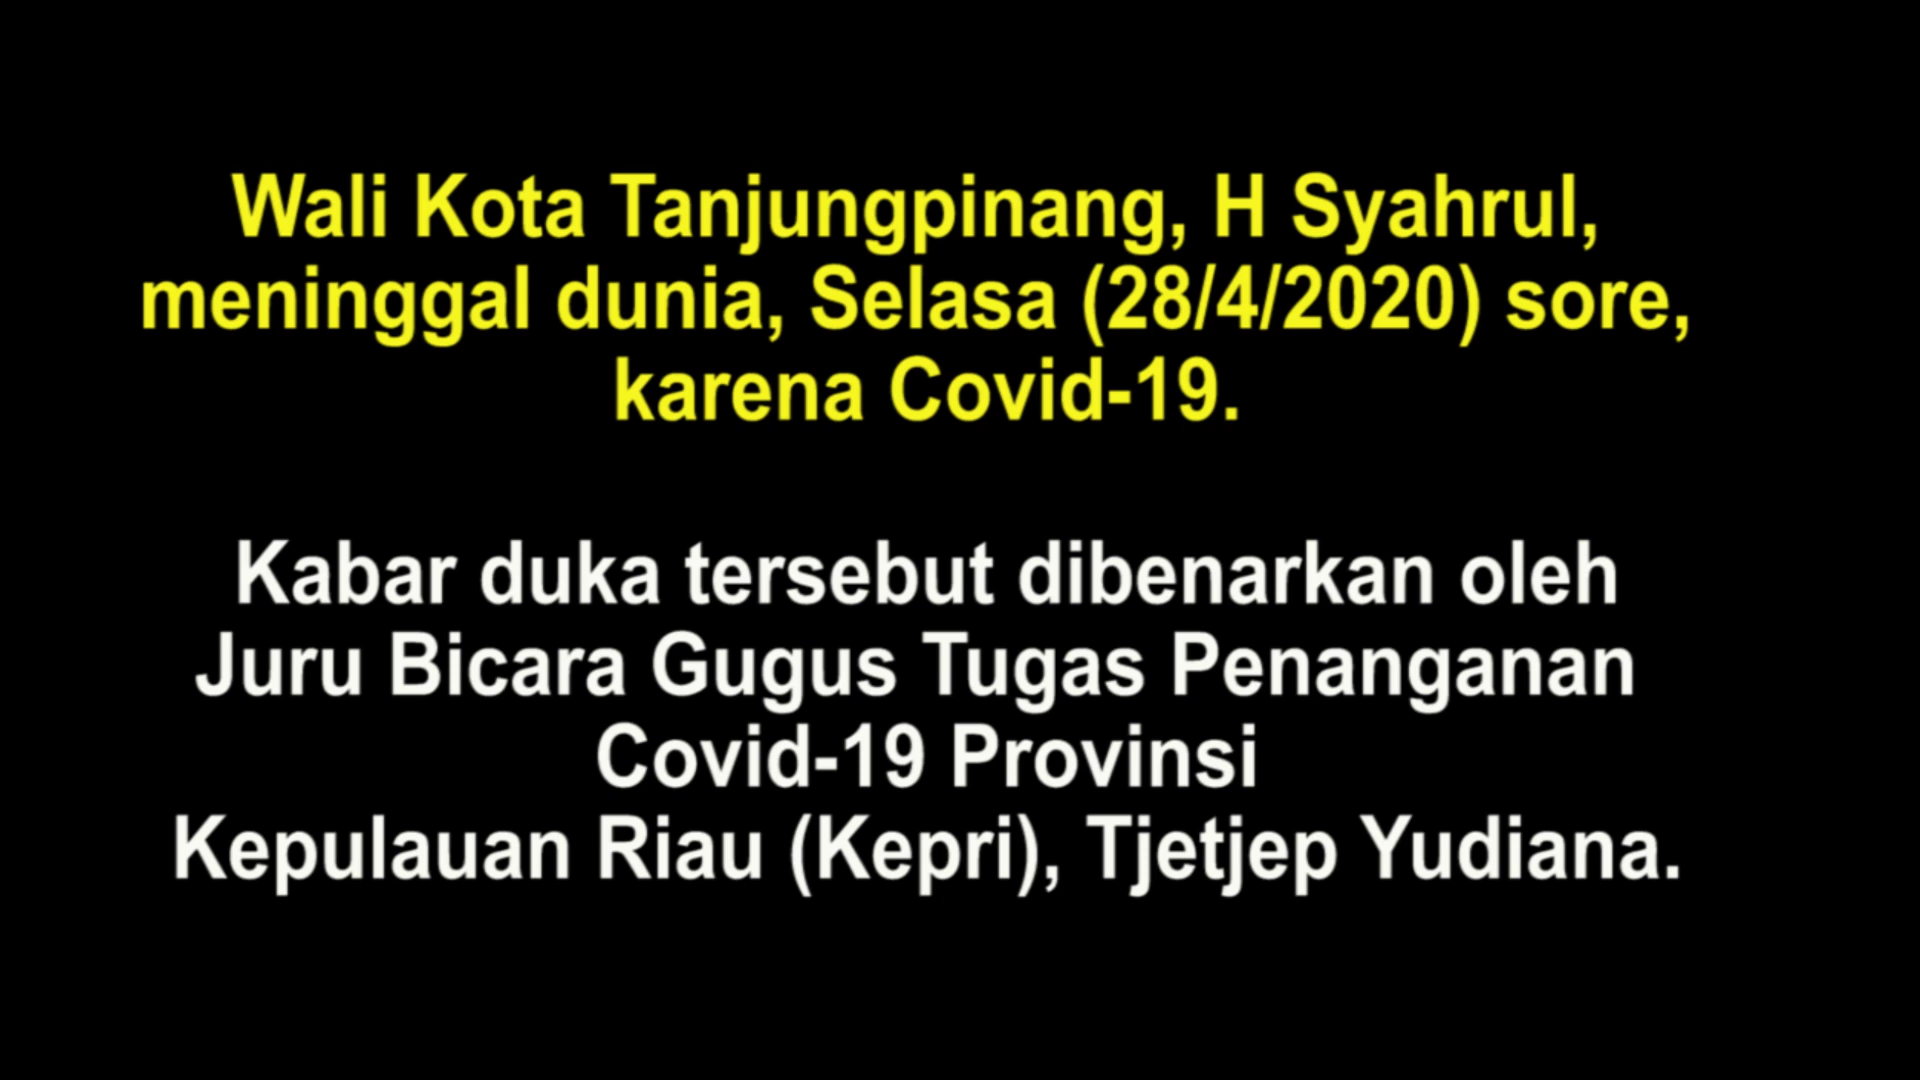 Wali Kota Tanjungpinang, H Syahrul,
meninggal dunia, Selasa (28/4/2020) sore,
karena Covid-19.
Kabar duka tersebut dibenarkan oleh
Juru Bicara Gugus Tugas Penanganan
Covid-19 Provinsi
Kepulauan Riau (Kepri), Tjetjep Yudiana.